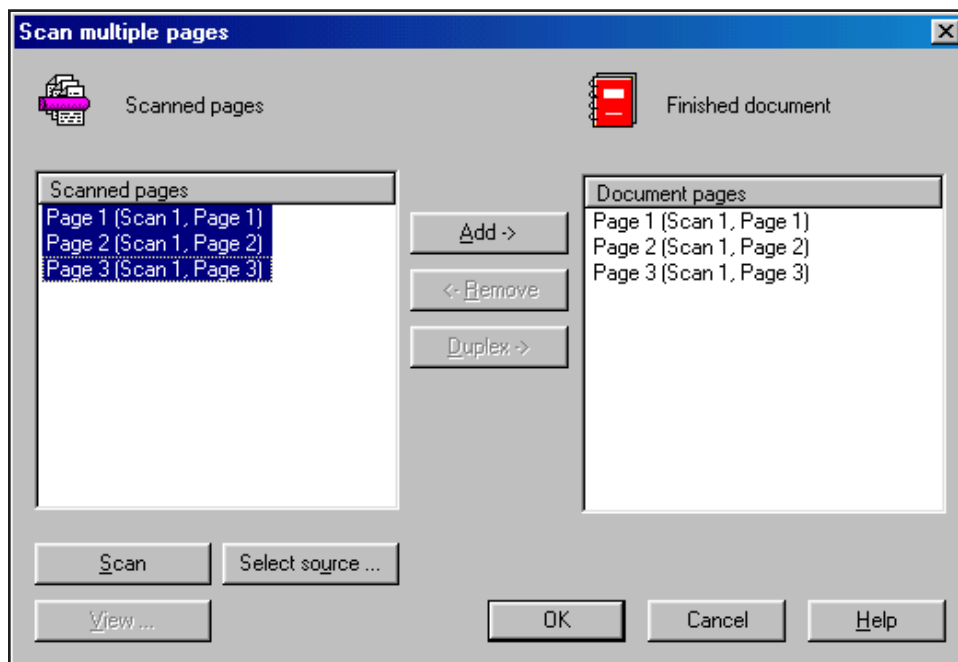 Scan multiple pages
Scanned pages
Finished document
Scanned pages
Page 1 (Scan 1, Page 1)
Page 2 (Scan 1, Page 2)
Page 3 (Scan 1, Page 3)
Add ->
<- Remove
Duplex ->
Document pages
Page 1 (Scan 1, Page 1)
Page 2 (Scan 1, Page 2)
Page 3 (Scan 1, Page 3)
Scan
Select source ...
View ...
OK
Cancel
Help